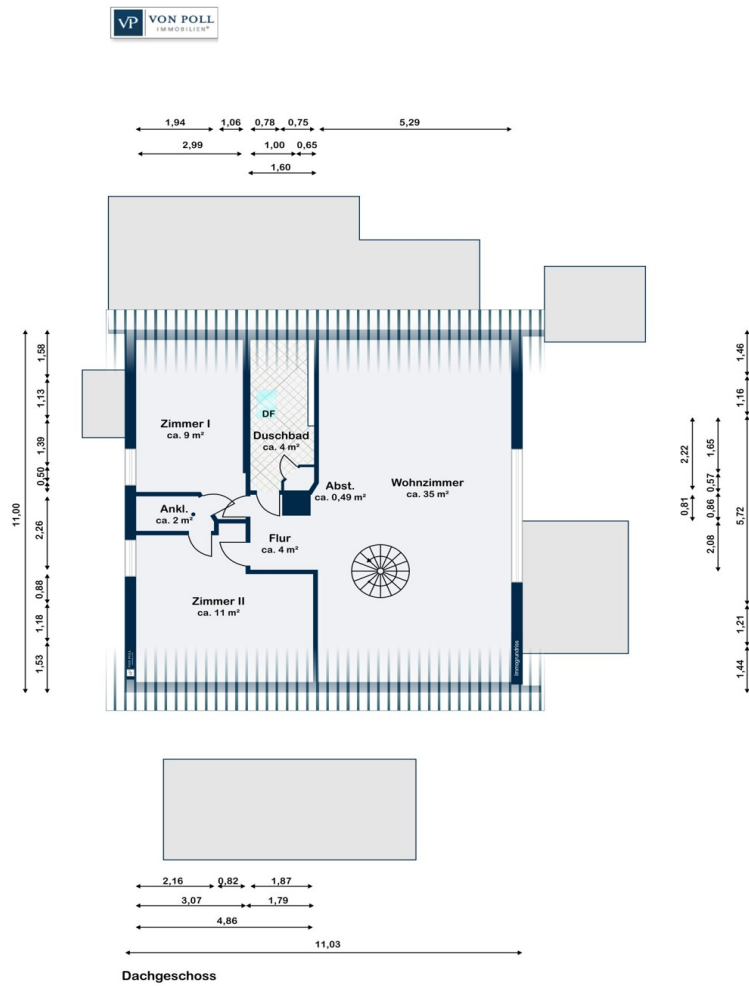 VP VON POLL
IMMOBILIEN®
1,94 1,06 0,78 0,75 5,29
2,99 1,00 0,65
1,60
11,00
1,58
1,13
1,39
0,50
2,26
0,88
1,18
1,53
Zimmer I
ca. 9 m²
DF
Duschbad
ca. 4 m²
Abst.
ca. 0,49 m²
Wohnzimmer
ca. 35 m²
Ankl.
ca. 2 m²
Flur
ca. 4 m²
Zimmer II
ca. 11 m²
VP VON POLL
Immogrundriss
2,22
0,81
1,65
0,57
0,86
2,08
1,46
1,16
5,72
1,21
1,44
2,16 0,82 1,87
3,07 1,79
4,86
11,03
Dachgeschoss